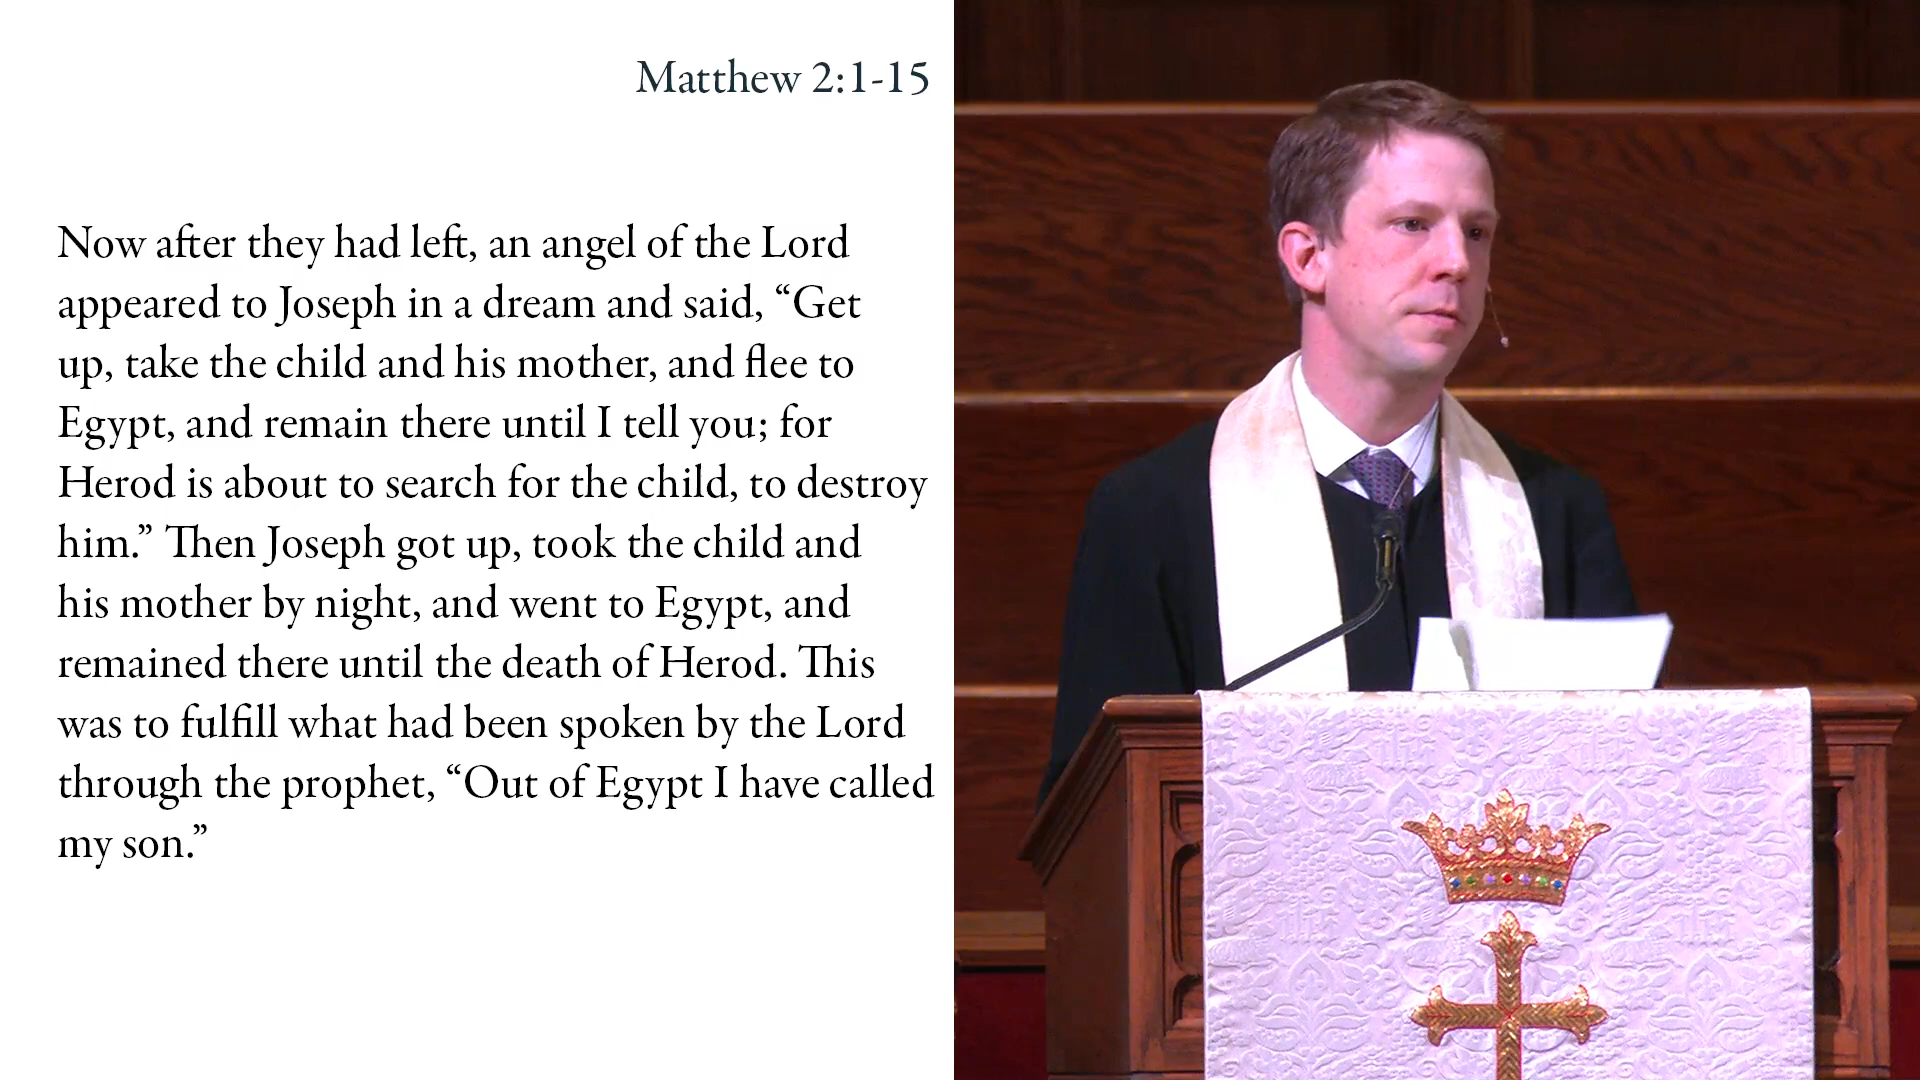 Matthew 2:1-15
Now after they had left, an angel of the Lord
appeared to Joseph in a dream and said, “Get
up, take the child and his mother, and flee to
Egypt, and remain there until I tell you; for
Herod is about to search for the child, to destroy
him.” Then Joseph got up, took the child and
his mother by night, and went to Egypt, and
remained there until the death of Herod. This
was to fulfill what had been spoken by the Lord
through the prophet, “Out of Egypt I have called
my son.”